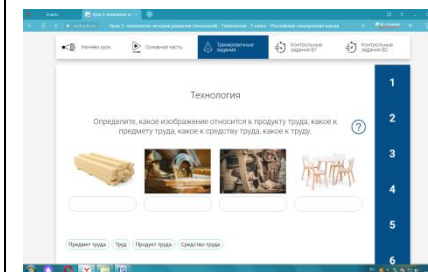 Начнём урок
Основная часть
Тренировочные
задания
Контрольные
задания В1
Контрольные
задания В2
Технология
Определите, какое изображение относится к продукту труда, какое к
предмету труда, какое к средству труда, какое к труду.
?
Предмет труда
Труд
Продукт труда
Средство труда
1
2
3
4
5
6